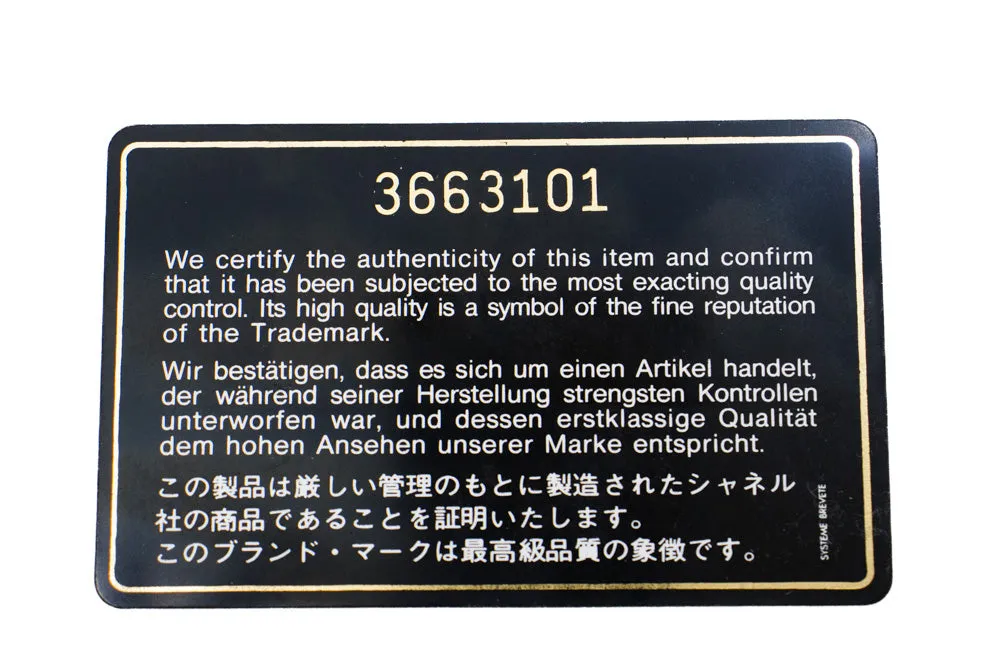 3663101
We certify the authenticity of this item and confirm
that it has been subjected to the most exacting quality
control. Its high quality is a symbol of the fine reputation
of the Trademark.
Wir bestätigen, dass es sich um einen Artikel handelt,
der während seiner Herstellung strengsten Kontrollen
unterworfen war, und dessen erstklassige Qualität
dem hohen Ansehen unserer Marke entspricht.
この製品は厳しい管理のもとに製造されたシャネル
社の商品であることを証明いたします。
このブランド・マークは最高級品質の象徴です。
SYSTEME BREVETE